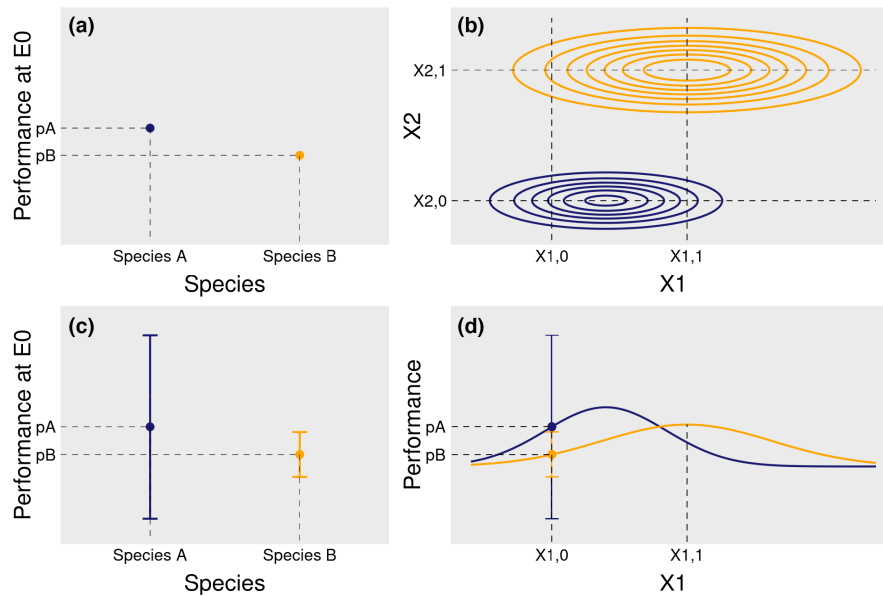 (a)
Performance at E0
pA
pB
Species A
Species B
Species
(b)
X2
X2,1
X2,0
X1,0
X1,1
X1
(c)
Performance at E0
pA
pB
Species A
Species B
Species
(d)
Performance
pA
pB
X1,0
X1,1
X1